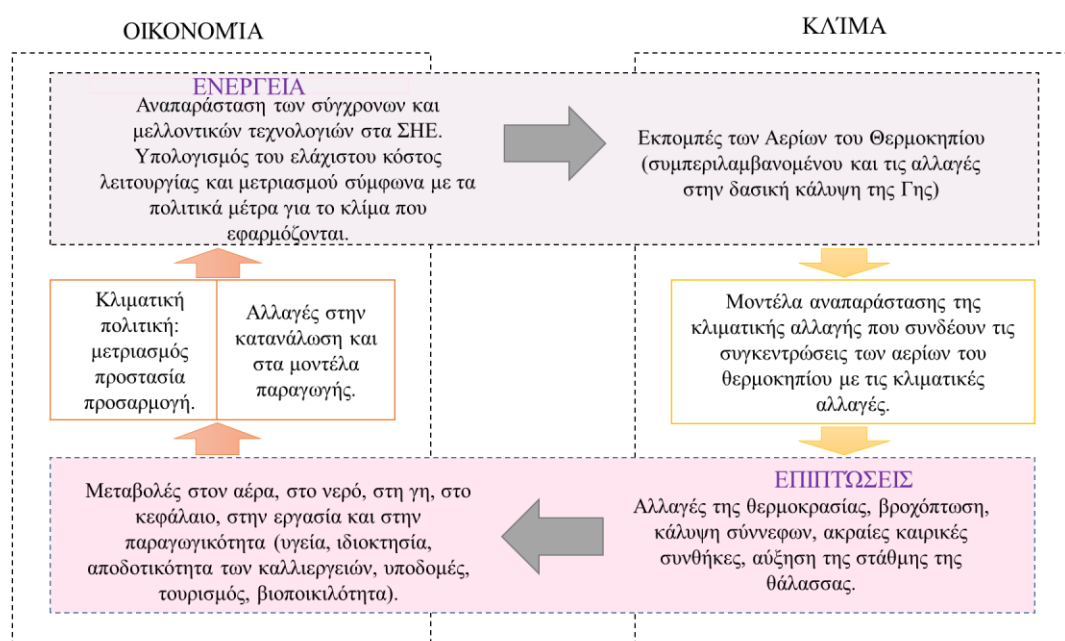 ΟΙΚΟΝΟΜΊΑ
ΚΛΊΜΑ
ΕΝΕΡΓΕΙΑ
Αναπαράσταση των σύγχρονων και
μελλοντικών τεχνολογιών στα ΣΗΕ.
Υπολογισμός του ελάχιστου κόστος
λειτουργίας και μετριασμού σύμφωνα με τα
πολιτικά μέτρα για το κλίμα που
εφαρμόζονται.
Εκπομπές των Αερίων του Θερμοκηπίου
(συμπεριλαμβανομένου και τις αλλαγές
στην δασική κάλυψη της Γης)
Κλιματική
πολιτική:
μετριασμός
προστασία
προσαρμογή.
Αλλαγές στην
κατανάλωση και
στα μοντέλα
παραγωγής.
Μοντέλα αναπαράστασης της
κλιματικής αλλαγής που συνδέουν τις
συγκεντρώσεις των αερίων του
θερμοκηπίου με τις κλιματικές
αλλαγές.
Μεταβολές στον αέρα, στο νερό, στη γη, στο
κεφάλαιο, στην εργασία και στην
παραγωγικότητα (υγεία, ιδιοκτησία,
αποδοτικότητα των καλλιεργειών, υποδομές,
τουρισμός, βιοποικιλότητα).
ΕΠΙΠΤΏΣΕΙΣ
Αλλαγές της θερμοκρασίας, βροχόπτωση,
κάλυψη σύννεφων, ακραίες καιρικές
συνθήκες, αύξηση της στάθμης της
θάλασσας.